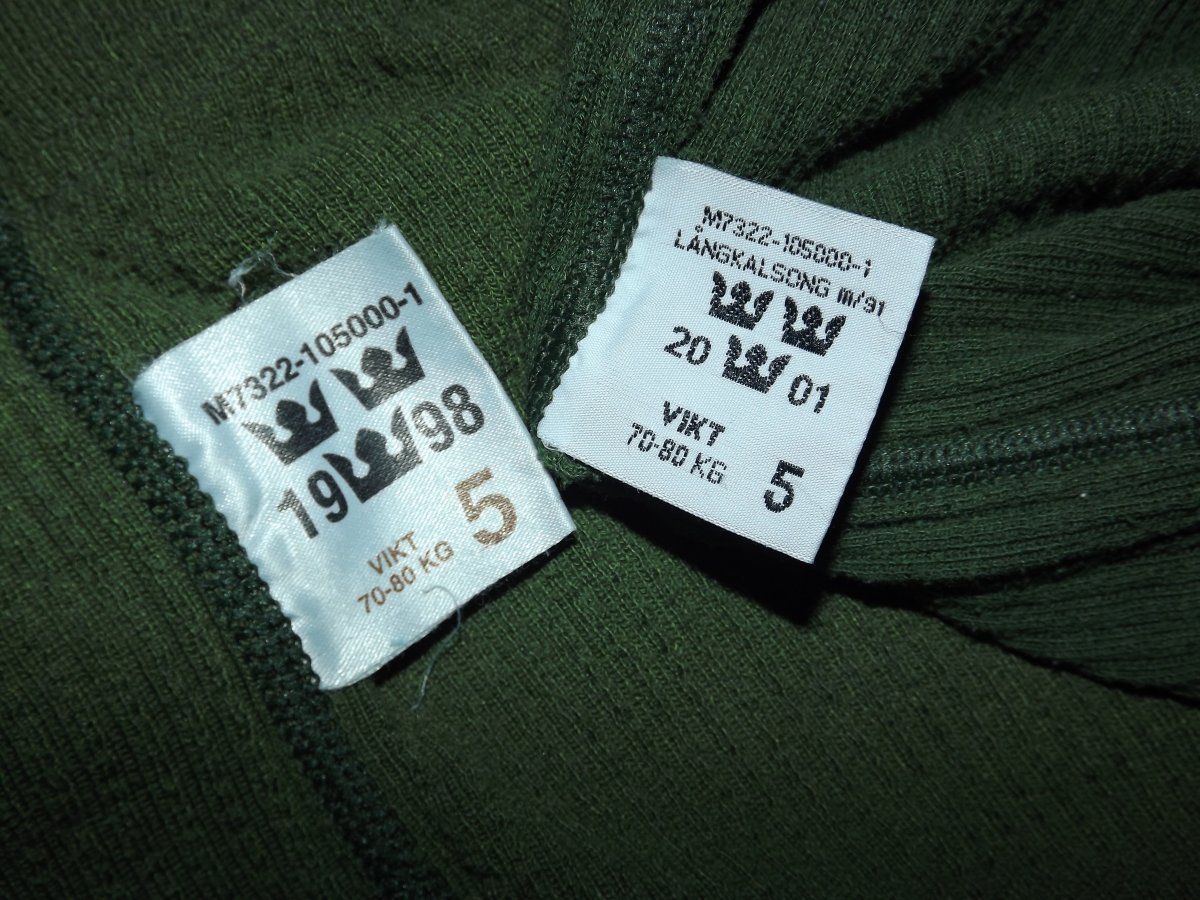 M7322-105000-1
19 98
VIKT
70-80 KG
5
M7322-105000-1
LÅNGKALSONG m/91
20 01
VIKT
70-80 KG
5